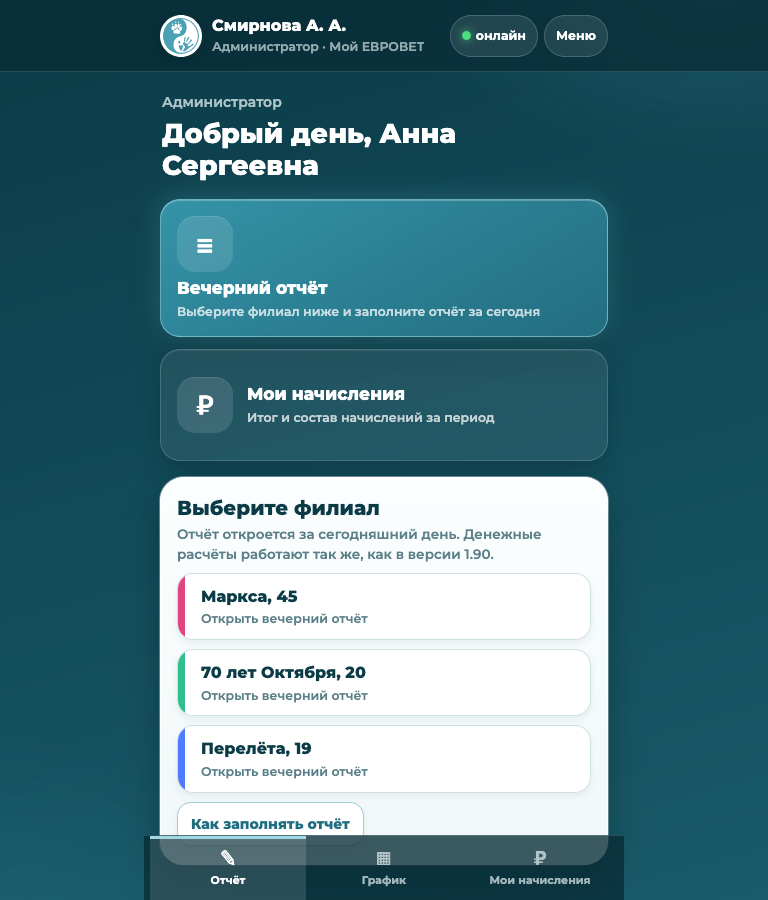 Смирнова А. А.
Администратор · Мой ЕВРОВЕТ
онлайн
Меню
Администратор
Добрый день, Анна
Сергеевна
Вечерний отчёт
Выберите филиал ниже и заполните отчёт за сегодня
₽
Мои начисления
Итог и состав начислений за период
Выберите филиал
Отчёт откроется за сегодняшний день. Денежные
расчёты работают так же, как в версии 1.90.
Маркса, 45
Открыть вечерний отчёт
70 лет Октября, 20
Открыть вечерний отчёт
Перелёта, 19
Открыть вечерний отчёт
Как заполнять отчёт
Отчёт
График
₽
Мои начисления